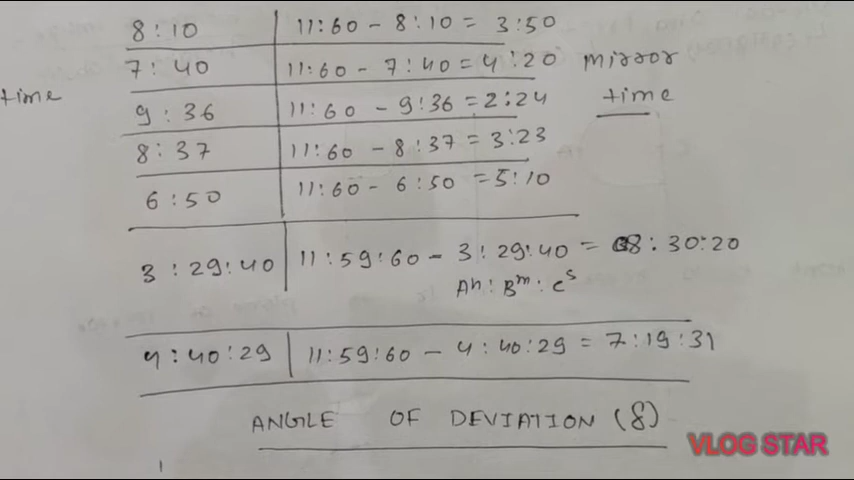 8:10 11:60 - 8:10 = 3:50
7:40 11:60 - 7:40 = 4:20 mirror
time 9:36 11:60 - 9:36 = 2:24 time
8:37 11:60 - 8:37 = 3:23
6:50 11:60 - 6:50 = 5:10
3:29:40 11:59:60 - 3:29:40 = 08:30:20
Ah: Bm: Cs
4:40:29 11:59:60 - 4:40:29 = 7:19:31
ANGLE OF DEVIATION (δ)
VLOG STAR